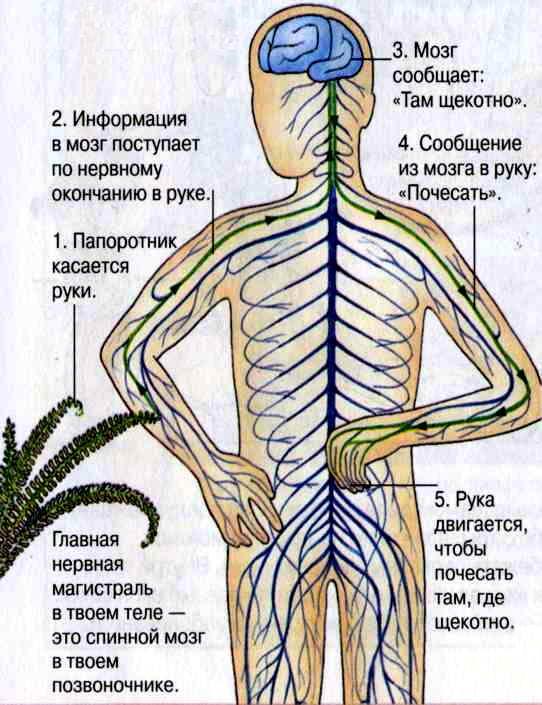 3. Мозг
сообщает:
«Там щекотно».
2. Информация
в мозг поступает
по нервному
окончанию в руке.
4. Сообщение
из мозга в руку:
«Почесать».
1. Папоротник
касается
руки.
5. Рука
двигается,
чтобы
почесать
там, где
щекотно.
Главная
нервная
магистраль
в твоем теле —
это спинной мозг
в твоем
позвоночнике.